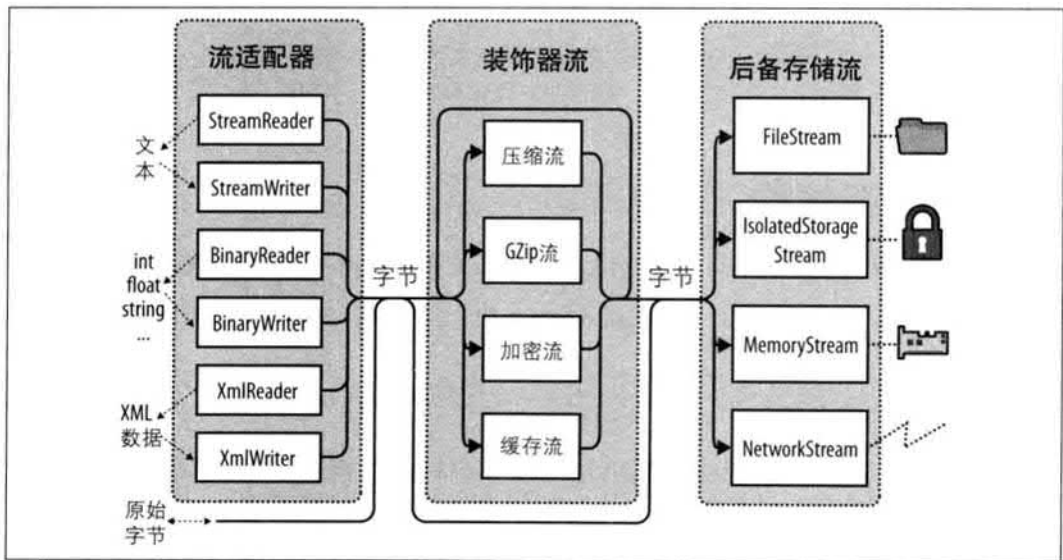 流适配器
装饰器流
后备存储流
文
本
StreamReader
StreamWriter
int
float
string
...
BinaryReader
BinaryWriter
XML
数据
XmlReader
XmlWriter
原始
字节
字节
压缩流
GZip流
加密流
缓存流
字节
FileStream
IsolatedStorage
Stream
MemoryStream
NetworkStream